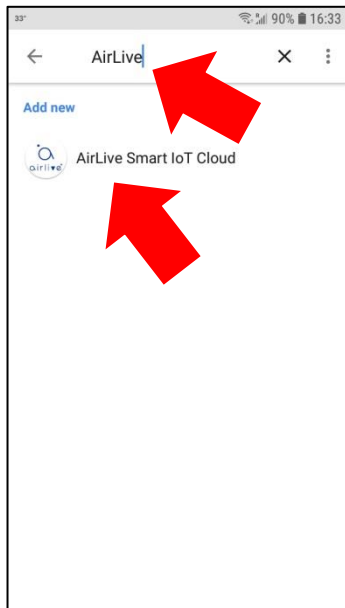 33° 90% 16:33
AirLive
Add new
airlive
AirLive Smart IoT Cloud